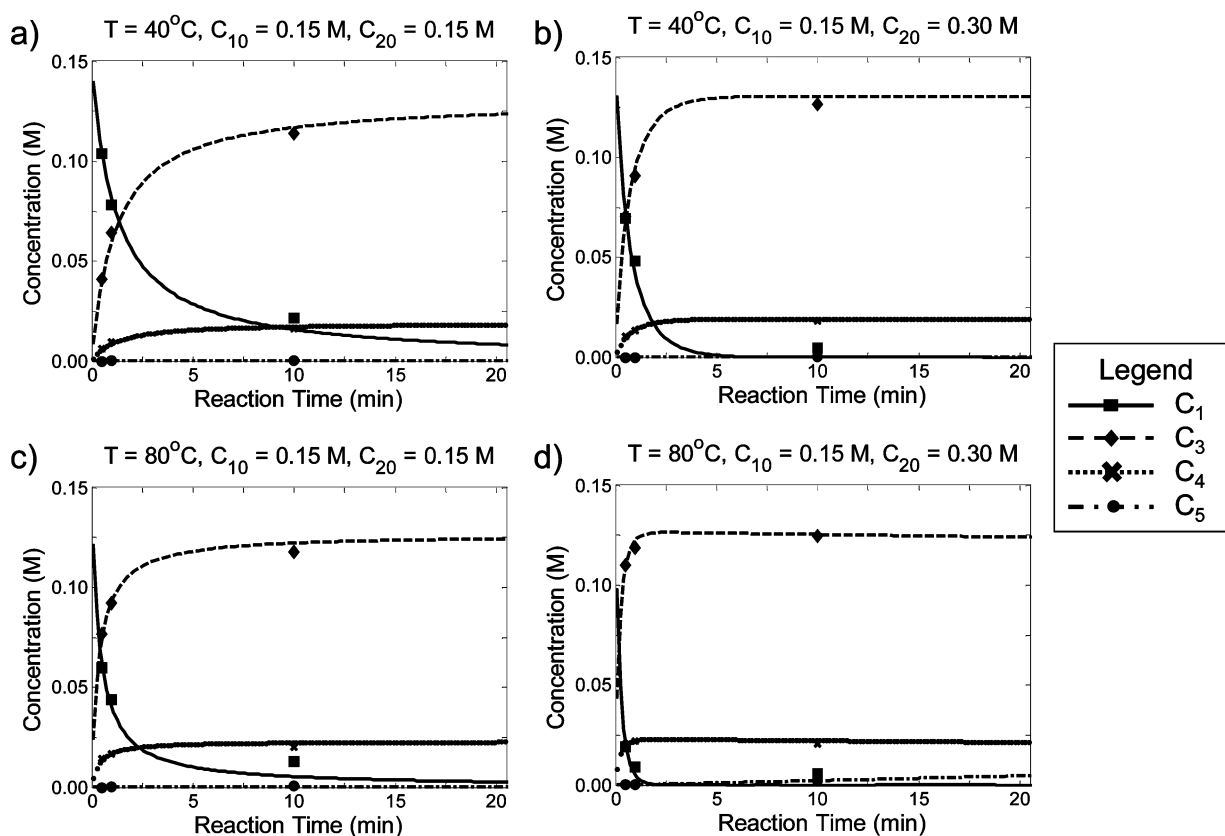 a) T = 40°C, C₁₀ = 0.15 M, C₂₀ = 0.15 M
Concentration (M)
0.15
0.10
0.05
0.00
0 5 10 15 20
Reaction Time (min)
b) T = 40°C, C₁₀ = 0.15 M, C₂₀ = 0.30 M
Concentration (M)
0.15
0.10
0.05
0.00
0 5 10 15 20
Reaction Time (min)
c) T = 80°C, C₁₀ = 0.15 M, C₂₀ = 0.15 M
Concentration (M)
0.15
0.10
0.05
0.00
0 5 10 15 20
Reaction Time (min)
d) T = 80°C, C₁₀ = 0.15 M, C₂₀ = 0.30 M
Concentration (M)
0.15
0.10
0.05
0.00
0 5 10 15 20
Reaction Time (min)
Legend
C₁
C₃
C₄
C₅